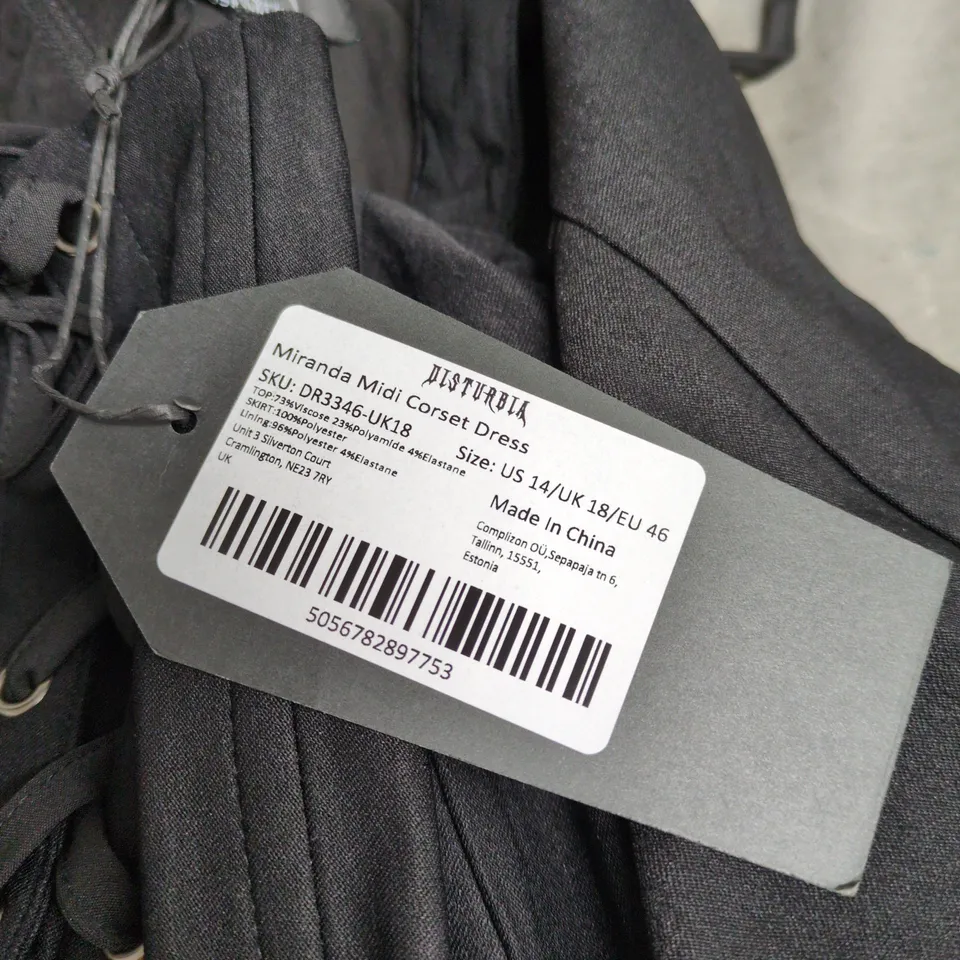 DISTURBIA
Miranda Midi Corset Dress
SKU: DR3346-UK18
Size: US 14/UK 18/EU 46
TOP:73%Viscose 23%Polyamide 4%Elastane
SKIRT:100%Polyester
Lining:96%Polyester 4%Elastane
Unit 3 Silverton Court
Cramlington, NE23 7RY
UK
Made In China
Complizon OÜ,Sepapaja tn 6,
Tallinn, 15551,
Estonia
5056782897753